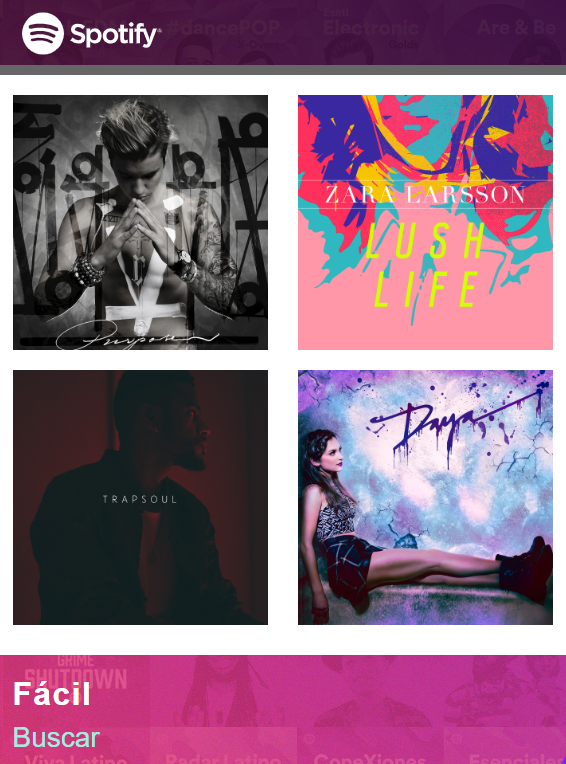 Spotify®
#dancePOP
Electronic
Are & Be
Purpose
ZARA LARSSON
LUSH
LIFE
TRAPSOUL
Daya
GRIME
SHUTDOWN
Fácil
Buscar
Viva Latino
Radar Latino
ConeXiones
Esenciales